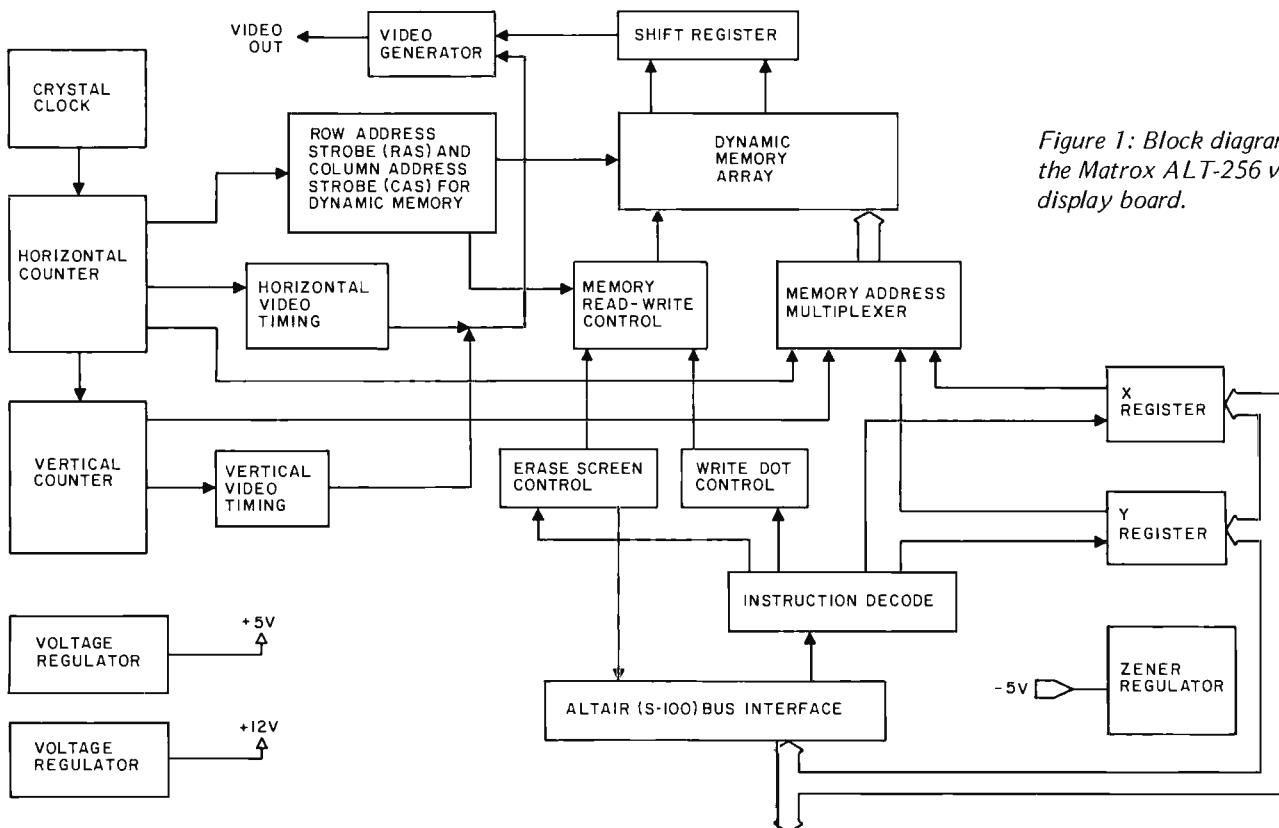 VIDEO
OUT
VIDEO
GENERATOR
SHIFT REGISTER
CRYSTAL
CLOCK
ROW ADDRESS
STROBE (RAS) AND
COLUMN ADDRESS
STROBE (CAS) FOR
DYNAMIC MEMORY
DYNAMIC
MEMORY
ARRAY
Figure 1: Block diagram
the Matrox ALT-256 v
display board.
HORIZONTAL
COUNTER
HORIZONTAL
VIDEO
TIMING
MEMORY
READ-WRITE
CONTROL
MEMORY ADDRESS
MULTIPLEXER
X
REGISTER
VERTICAL
COUNTER
VERTICAL
VIDEO
TIMING
ERASE SCREEN
CONTROL
WRITE DOT
CONTROL
Y
REGISTER
INSTRUCTION DECODE
VOLTAGE
REGULATOR
+5V
ZENER
REGULATOR
-5V
ALTAIR (S-100) BUS INTERFACE
VOLTAGE
REGULATOR
+12V